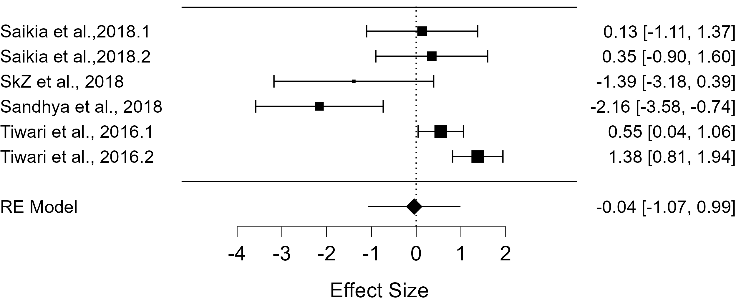 Saikia et al.,2018.1 0.13 [-1.11, 1.37]
Saikia et al.,2018.2 0.35 [-0.90, 1.60]
SkZ et al., 2018 -1.39 [-3.18, 0.39]
Sandhya et al., 2018 -2.16 [-3.58, -0.74]
Tiwari et al., 2016.1 0.55 [0.04, 1.06]
Tiwari et al., 2016.2 1.38 [0.81, 1.94]
RE Model -0.04 [-1.07, 0.99]
-4 -3 -2 -1 0 1 2
Effect Size